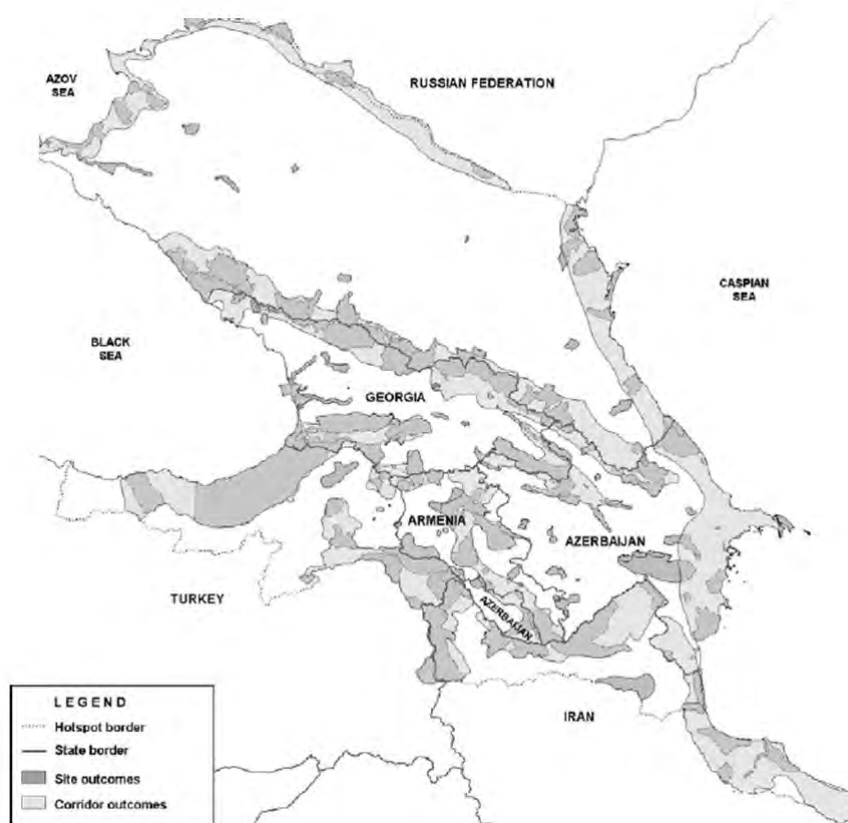 AZOV
SEA
RUSSIAN FEDERATION
CASPIAN
SEA
BLACK
SEA
GEORGIA
ARMENIA
AZERBAIJAN
AZERBAIJAN
TURKEY
IRAN
LEGEND
Hotspot border
State border
Site outcomes
Corridor outcomes